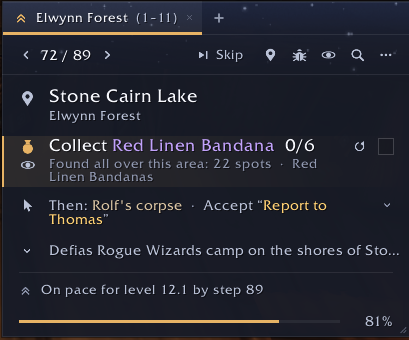 Elwynn Forest (1-11) × +
72 / 89 Skip
Stone Cairn Lake
Elwynn Forest
Collect Red Linen Bandana 0/6
Found all over this area: 22 spots · Red
Linen Bandanas
Then: Rolf's corpse · Accept “Report to
Thomas”
Defias Rogue Wizards camp on the shores of Sto...
On pace for level 12.1 by step 89
81%